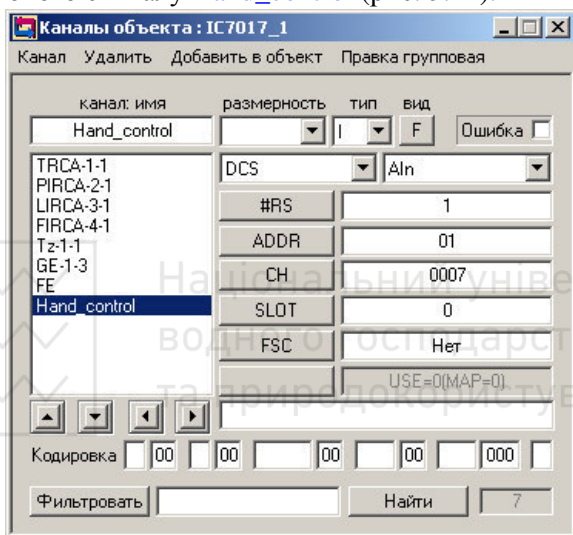 Каналы объекта : IC7017_1
Канал Удалить Добавить в объект Правка групповая
канал: имя размерность тип вид
Hand_control I F Ошибка
TRCA-1-1
PIRCA-2-1
LIRCA-3-1
FIRCA-4-1
Tz-1-1
GE-1-3
FE
Hand_control
DCS AIn
#RS 1
ADDR 01
CH 0007
SLOT 0
FSC Нет
USE=0(MAP=0)
Кодировка 00 00 00 00 000
Фильтровать Найти 7
Національний уніве
водного господарст
та природокористув